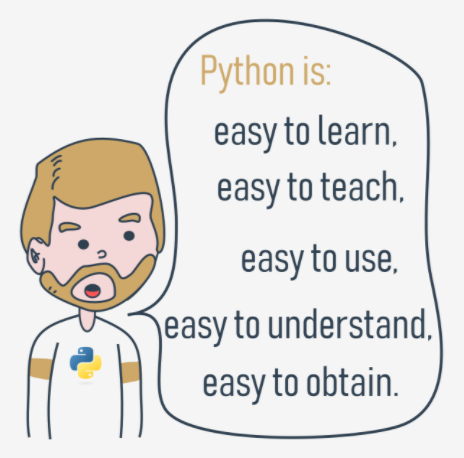 Python is:
easy to learn,
easy to teach,
easy to use,
easy to understand,
easy to obtain.